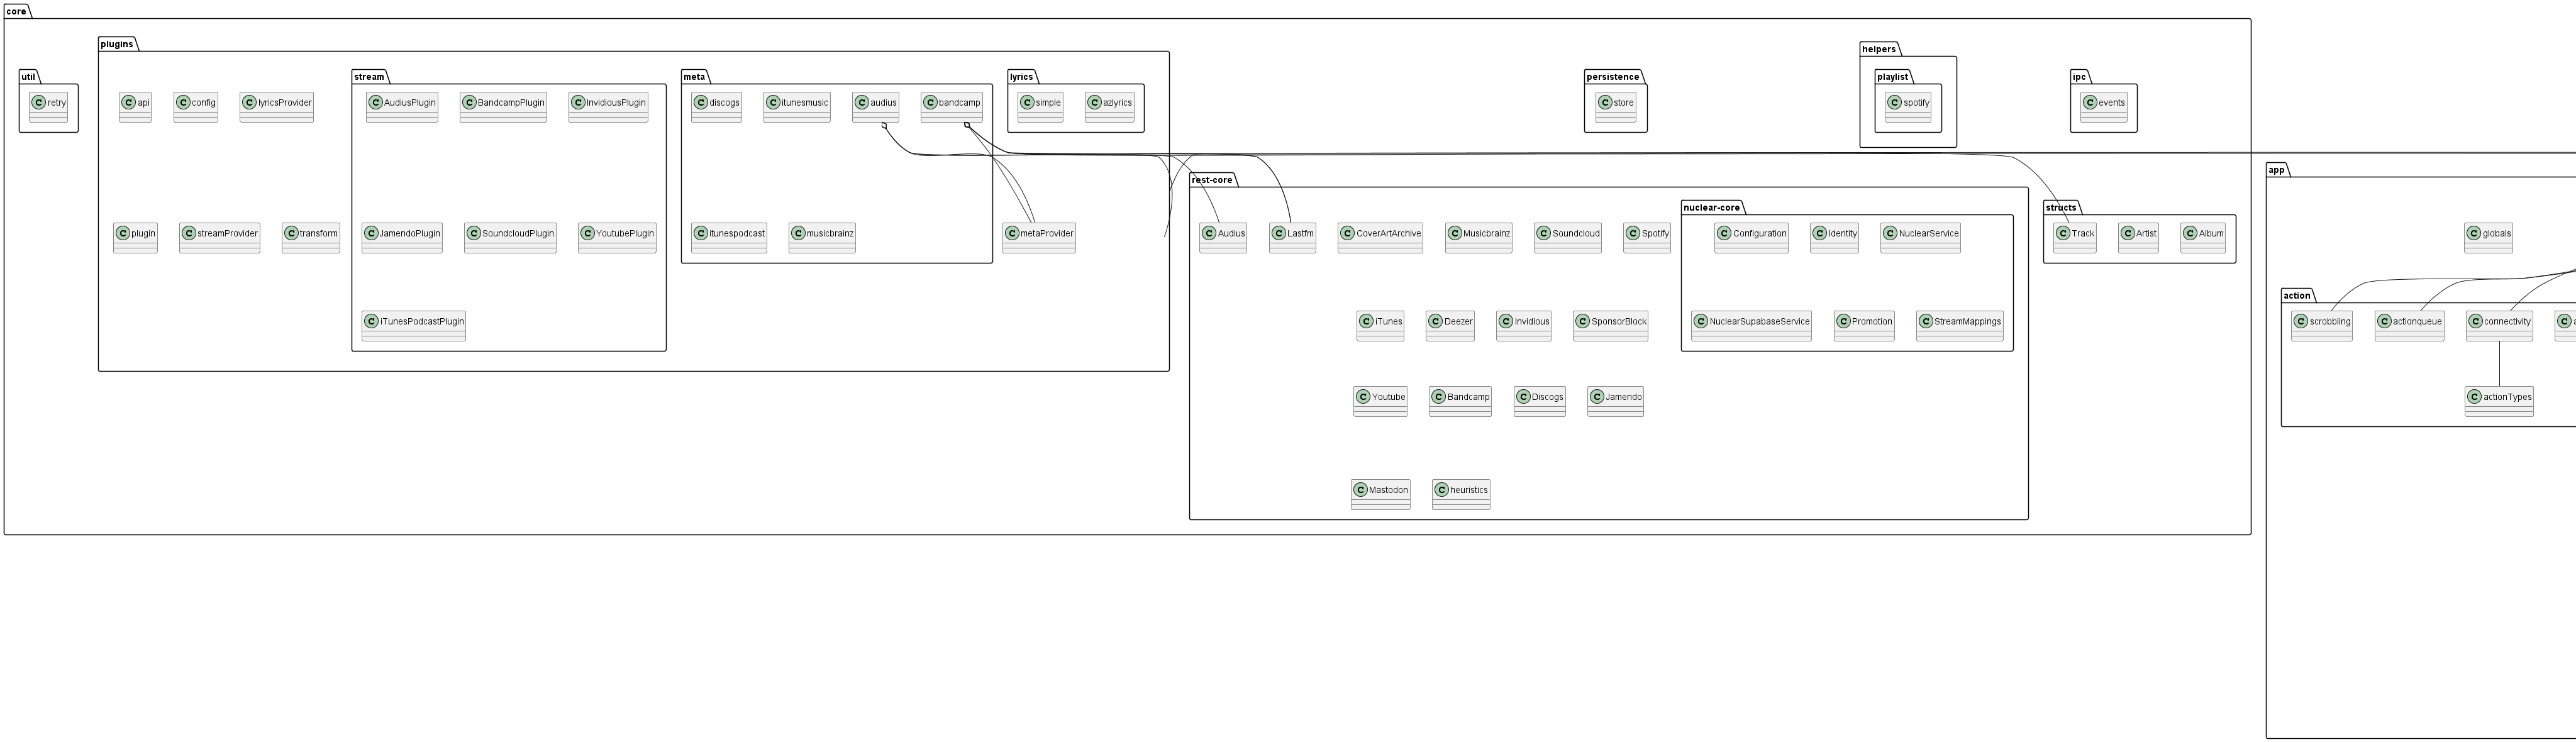 core
plugins
helpers
util
stream
meta
lyrics
persistence
playlist
ipc
C retry
C api
C config
C lyricsProvider
C AudiusPlugin
C BandcampPlugin
C InvidiousPlugin
C discogs
C itunesmusic
C audius
C bandcamp
C simple
C azlyrics
C store
C spotify
C events
app
rest-core
nuclear-core
structs
C plugin
C streamProvider
C transform
C JamendoPlugin
C SoundcloudPlugin
C YoutubePlugin
C itunespodcast
C musicbrainz
C metaProvider
C Audius
C Lastfm
C CoverArtArchive
C Musicbrainz
C Soundcloud
C Spotify
C Configuration
C Identity
C NuclearService
C Track
C Artist
C Album
C globals
action
C iTunesPodcastPlugin
C iTunes
C Deezer
C Invidious
C SponsorBlock
C NuclearSupabaseService
C Promotion
C StreamMappings
C scrobbling
C actionqueue
C connectivity
C
C Youtube
C Bandcamp
C Discogs
C Jamendo
C actionTypes
C Mastodon
C heuristics